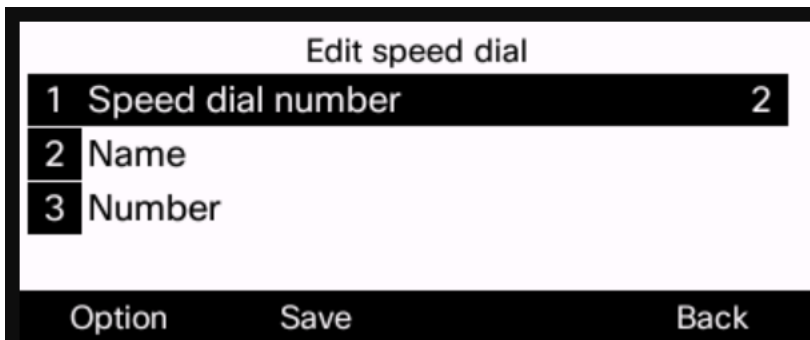 Edit speed dial
1 Speed dial number 2
2 Name
3 Number
Option Save Back